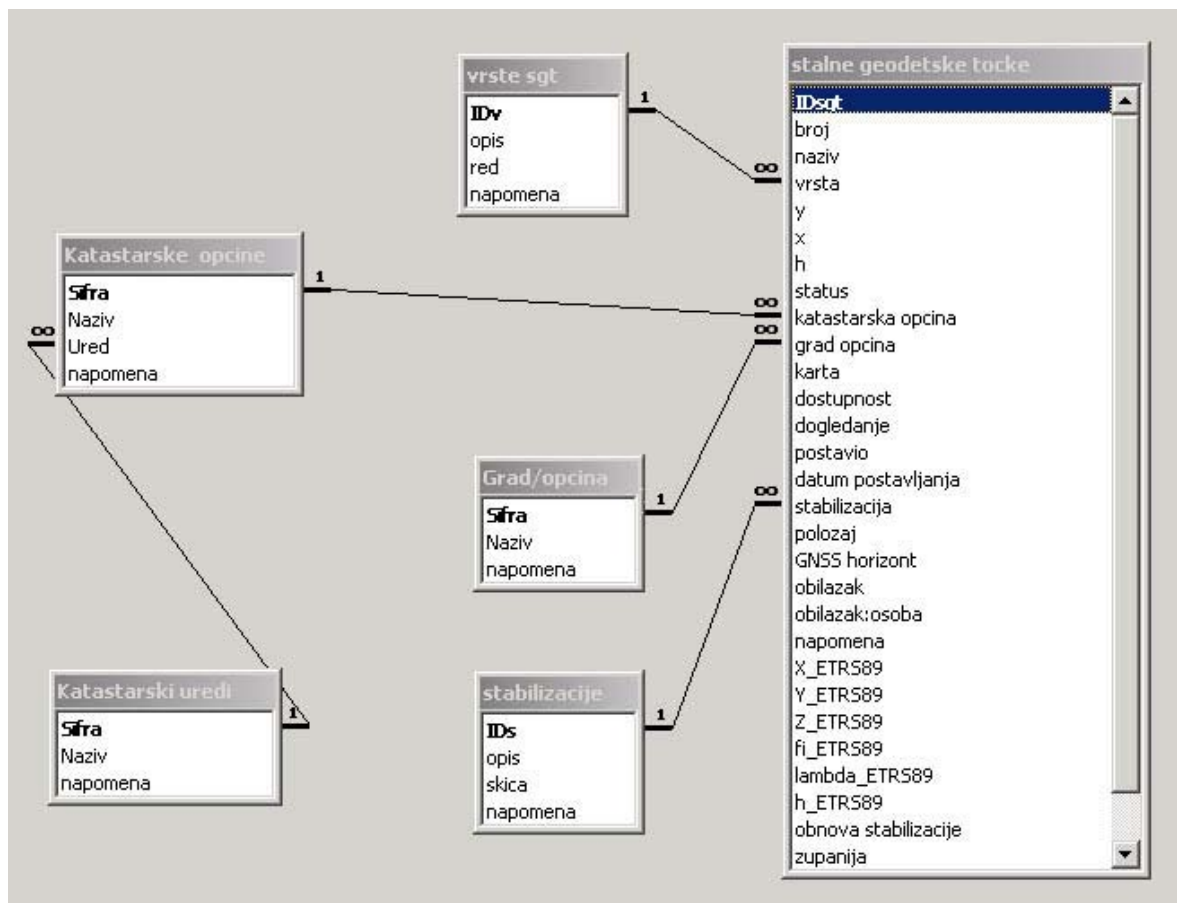 vrste sgt
IDv
opis
red
napomena
1
∞
Katastarske opcine
Sifra
Naziv
Ured
napomena
1
∞
∞
Grad/opcina
Sifra
Naziv
napomena
1
∞
Katastarski uredi
Sifra
Naziv
napomena
1
stabilizacije
IDs
opis
skica
napomena
1
∞
stalne geodetske tocke
IDsgt
broj
naziv
vrsta
y
x
h
status
katastarska opcina
grad opcina
karta
dostupnost
dogledanje
postavio
datum postavljanja
stabilizacija
polozaj
GNSS horizont
obilazak
obilazak:osoba
napomena
X_ETRS89
Y_ETRS89
Z_ETRS89
fi_ETRS89
lambda_ETRS89
h_ETRS89
obnova stabilizacije
zupanija